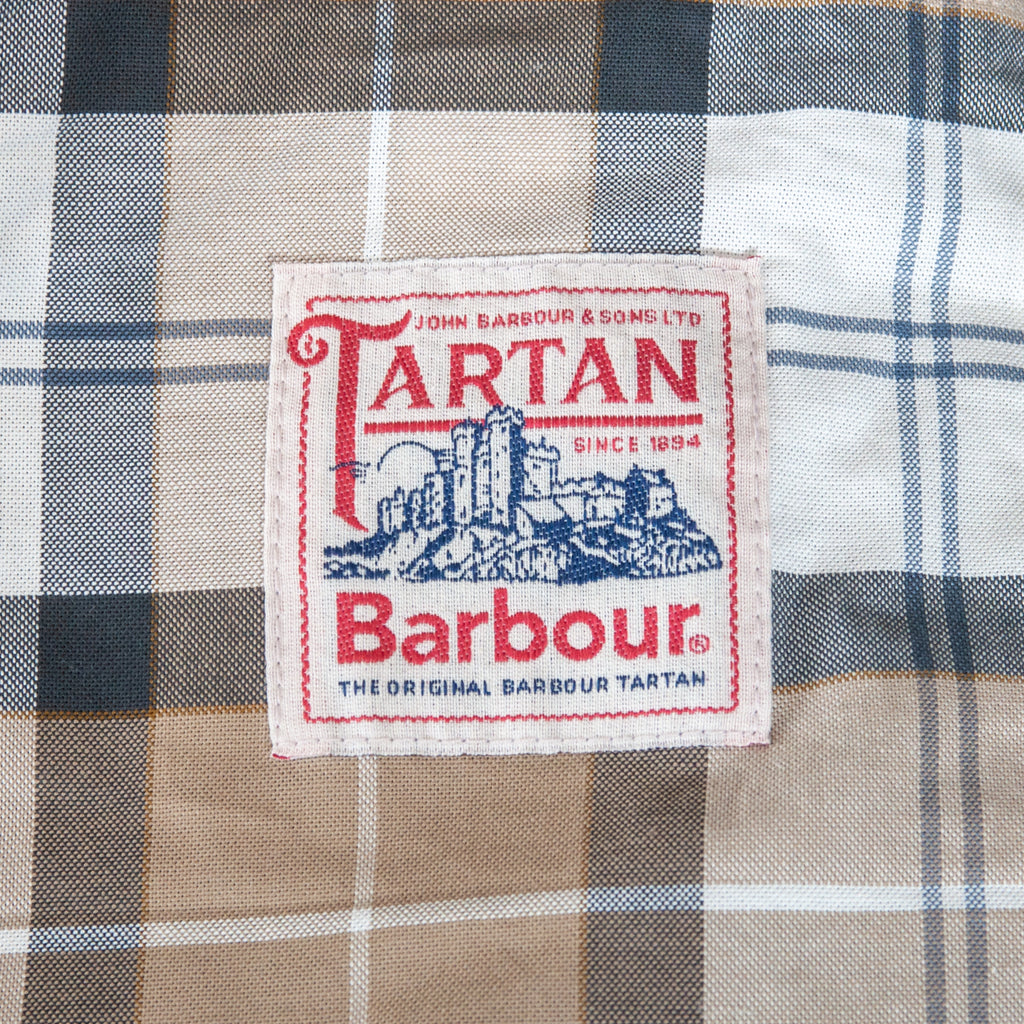 JOHN BARBOUR & SONS LTD
TARTAN
SINCE 1894
Barbour®
THE ORIGINAL BARBOUR TARTAN